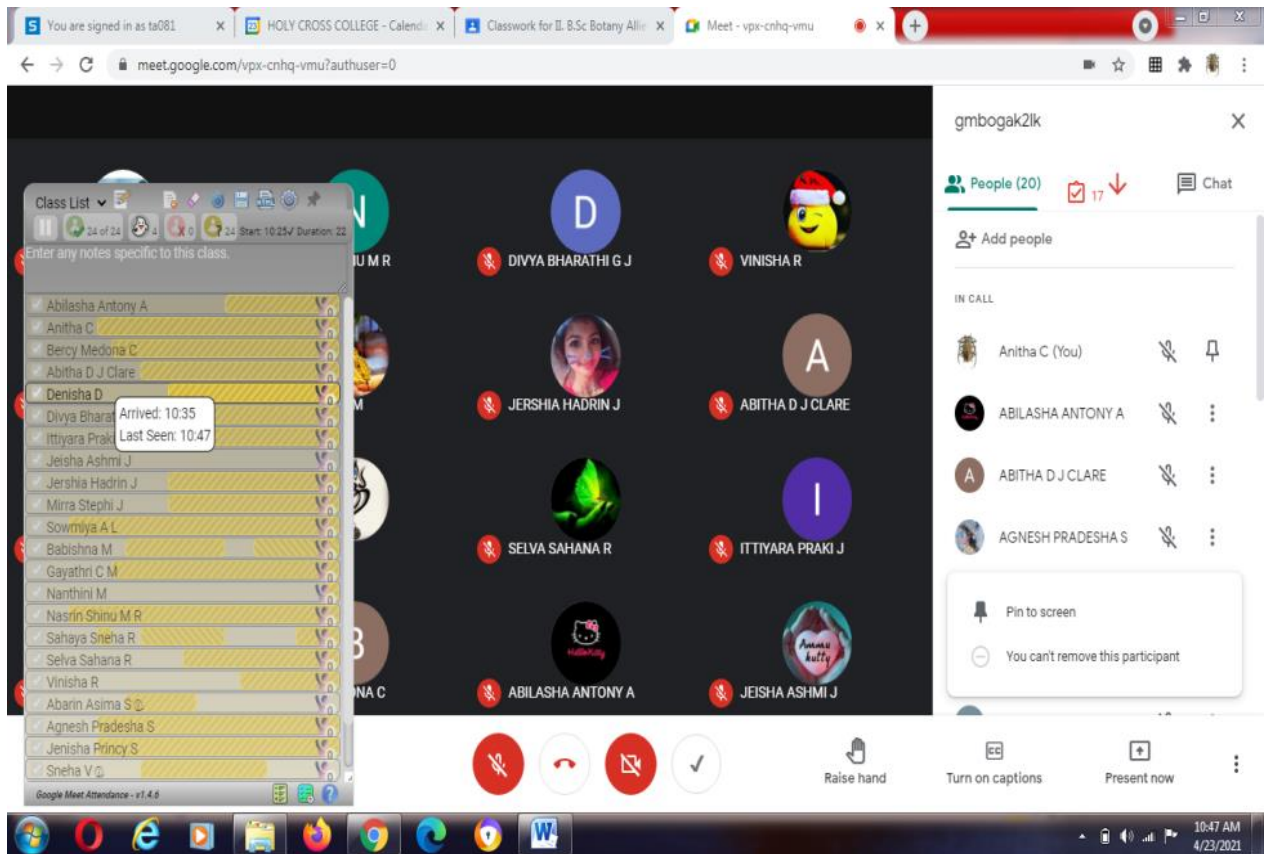 You are signed in as ta081
HOLY CROSS COLLEGE - Calend
Classwork for II. B.Sc Botany Allie
Meet - vpx-cnhq-vmu
meet.google.com/vpx-cnhq-vmu?authuser=0
gmbogak2lk
People (20)
17
Chat
Add people
IN CALL
Anitha C (You)
ABILASHA ANTONY A
A
ABITHA D J CLARE
AGNESH PRADESHA S
Pin to screen
You can't remove this participant
Class List
24 of 24
4
0
24
Start: 10:25
Duration: 22
Enter any notes specific to this class.
Abilasha Antony A
Anitha C
Bercy Medona C
Abitha D J Clare
Denisha D
Divya Bharat
Arrived: 10:35
Last Seen: 10:47
Ittiyara Praki
Jeisha Ashmi J
Jershia Hadrin J
Mirra Stephi J
Sowmiya A L
Babishna M
Gayathri C M
Nanthini M
Nasrin Shinu M R
Sahaya Sneha R
Selva Sahana R
Vinisha R
Abarin Asima S
Agnesh Pradesha S
Jenisha Princy S
Sneha V
Google Meet Attendance - v1.4.6
N
D
U M R
DIVYA BHARATHI G J
VINISHA R
A
M
JERSHIA HADRIN J
ABITHA D J CLARE
I
SELVA SAHANA R
ITTIYARA PRAKI J
B
HelloKitty
Ammu
kutty
NA C
ABILASHA ANTONY A
JEISHA ASHMI J
Raise hand
CC
Turn on captions
Present now
10:47 AM
4/23/2021